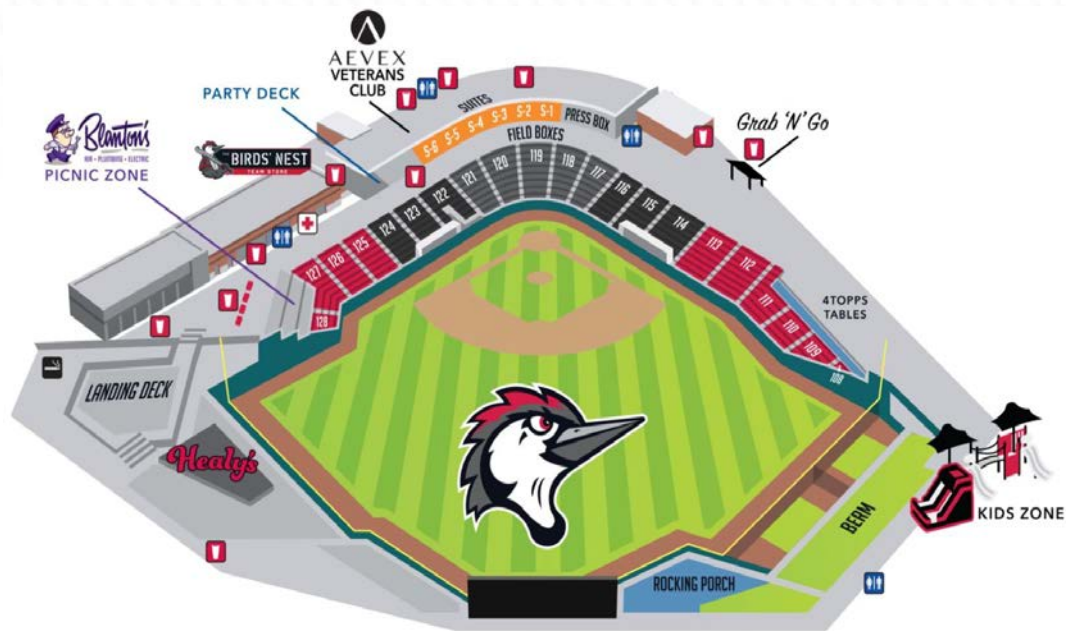 AEVEX
VETERANS
CLUB
PARTY DECK
Blanton's
AIR • PLUMBING • ELECTRIC
PICNIC ZONE
BIRDS' NEST
TEAM STORE
SUITES
S-6 S-5 S-4 S-3 S-2 S-1
PRESS BOX
FIELD BOXES
Grab 'N' Go
128
127
126
125
124
123
122
121
120
119
118
117
116
115
114
113
112
111
110
109
108
4TOPPS
TABLES
LANDING DECK
Healy's
KIDS ZONE
BERM
ROCKING PORCH